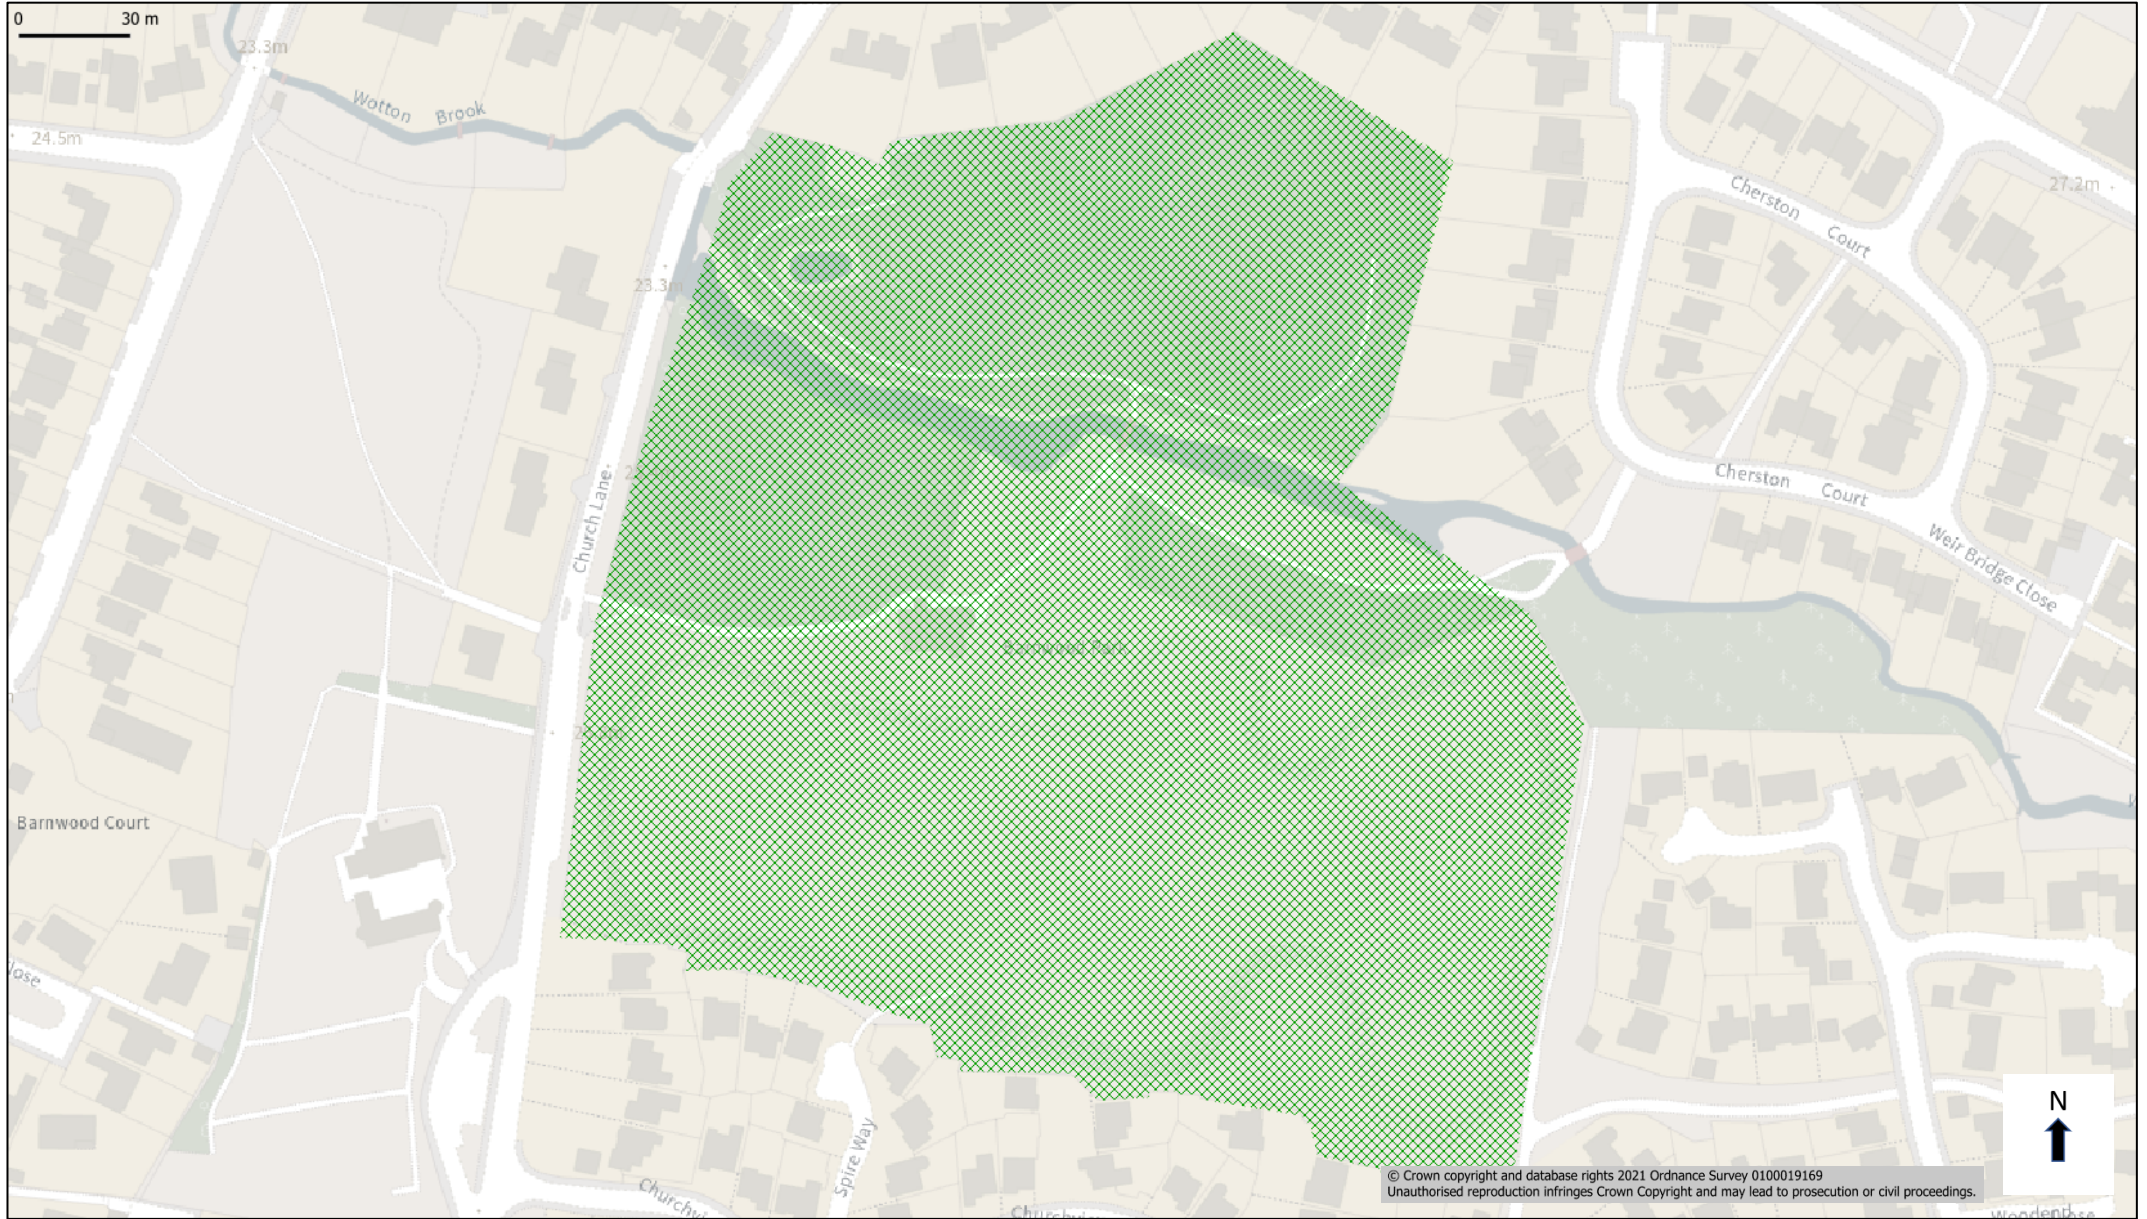 0 30 m
23.3m
Wotton Brook
24.5m
Cherston
Court
27.2m
23.3m
Church Lane
Cherston Court
Weir Bridge Close
Barnwood Park
Barnwood Court
Spire Way
N
© Crown copyright and database rights 2021 Ordnance Survey 0100019169
Unauthorised reproduction infringes Crown Copyright and may lead to prosecution or civil proceedings.